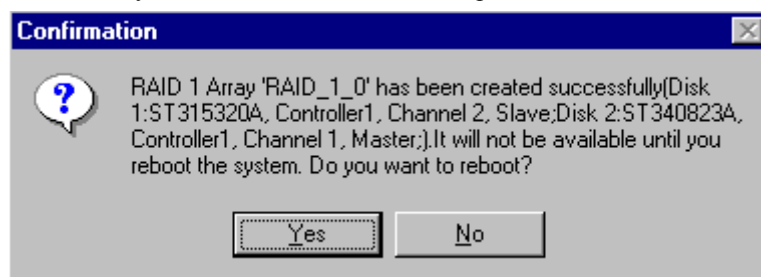 Confirmation
RAID 1 Array 'RAID_1_0' has been created successfully(Disk
1:ST315320A, Controller1, Channel 2, Slave;Disk 2:ST340823A,
Controller1, Channel 1, Master;).It will not be available until you
reboot the system. Do you want to reboot?
Yes
No